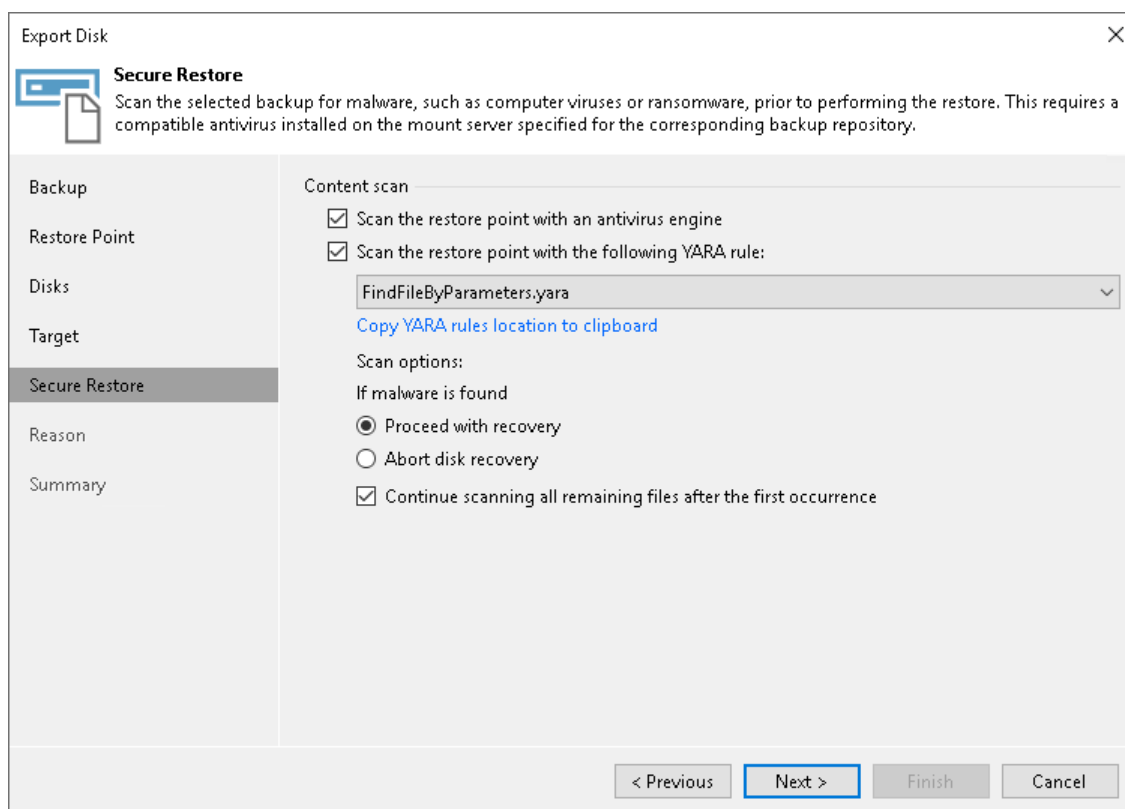 Export Disk
Secure Restore
Scan the selected backup for malware, such as computer viruses or ransomware, prior to performing the restore. This requires a
compatible antivirus installed on the mount server specified for the corresponding backup repository.
Backup
Restore Point
Disks
Target
Secure Restore
Reason
Summary
Content scan
Scan the restore point with an antivirus engine
Scan the restore point with the following YARA rule:
FindFileByParameters.yara
Copy YARA rules location to clipboard
Scan options:
If malware is found
Proceed with recovery
Abort disk recovery
Continue scanning all remaining files after the first occurrence
< Previous
Next >
Finish
Cancel